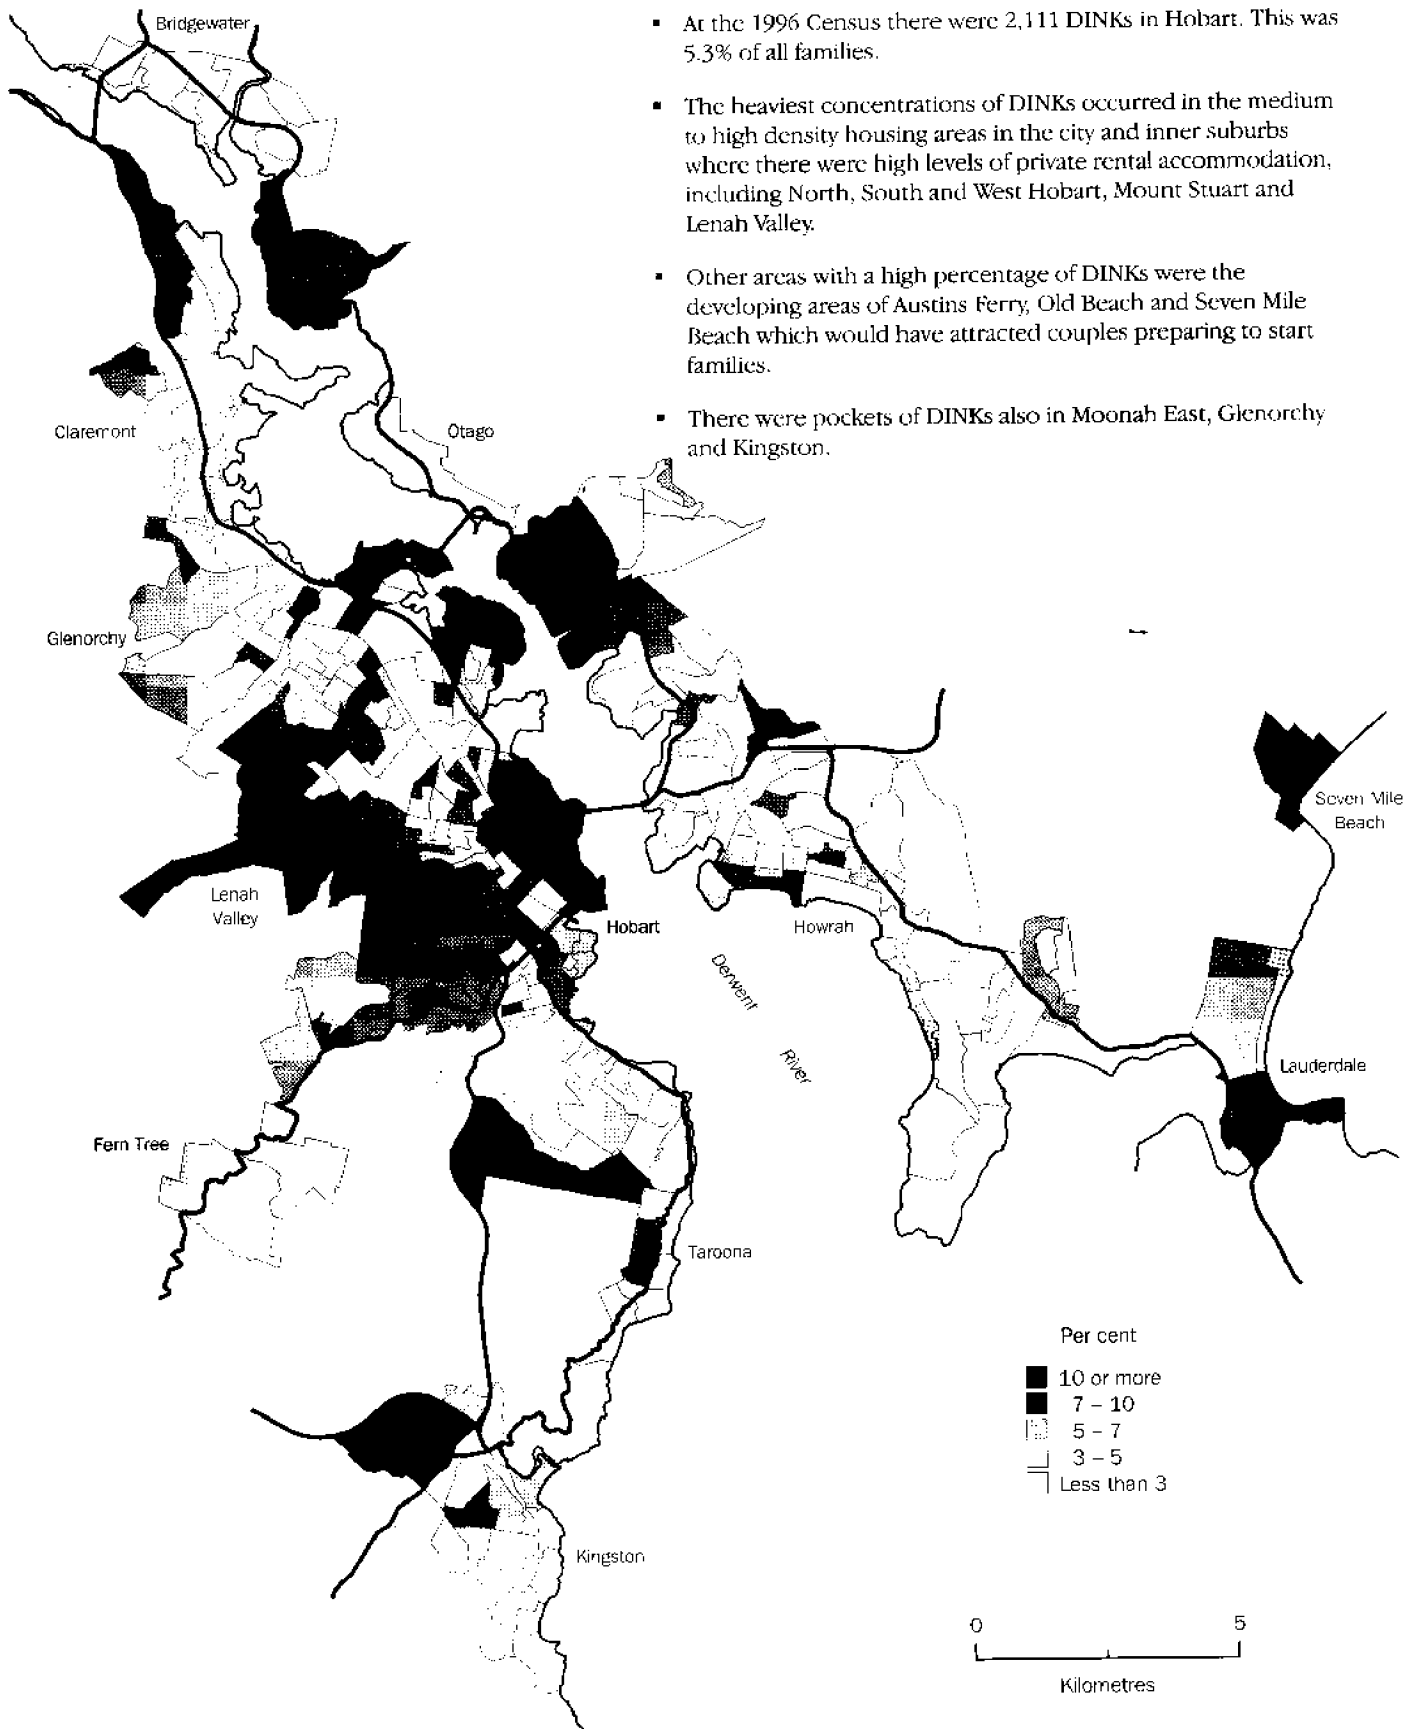 Bridgewater
▪ At the 1996 Census there were 2,111 DINKs in Hobart. This was
5.3% of all families.
▪ The heaviest concentrations of DINKs occurred in the medium
to high density housing areas in the city and inner suburbs
where there were high levels of private rental accommodation,
including North, South and West Hobart, Mount Stuart and
Lenah Valley.
▪ Other areas with a high percentage of DINKs were the
developing areas of Austins Ferry, Old Beach and Seven Mile
Beach which would have attracted couples preparing to start
families.
▪ There were pockets of DINKs also in Moonah East, Glenorchy
and Kingston.
Claremont
Otago
Glenorchy
Seven Mile
Beach
Lenah
Valley
Hobart
Howrah
Derwent
River
Lauderdale
Fern Tree
Taroona
Per cent
10 or more
7 – 10
5 – 7
3 – 5
Less than 3
Kingston
0 5
Kilometres